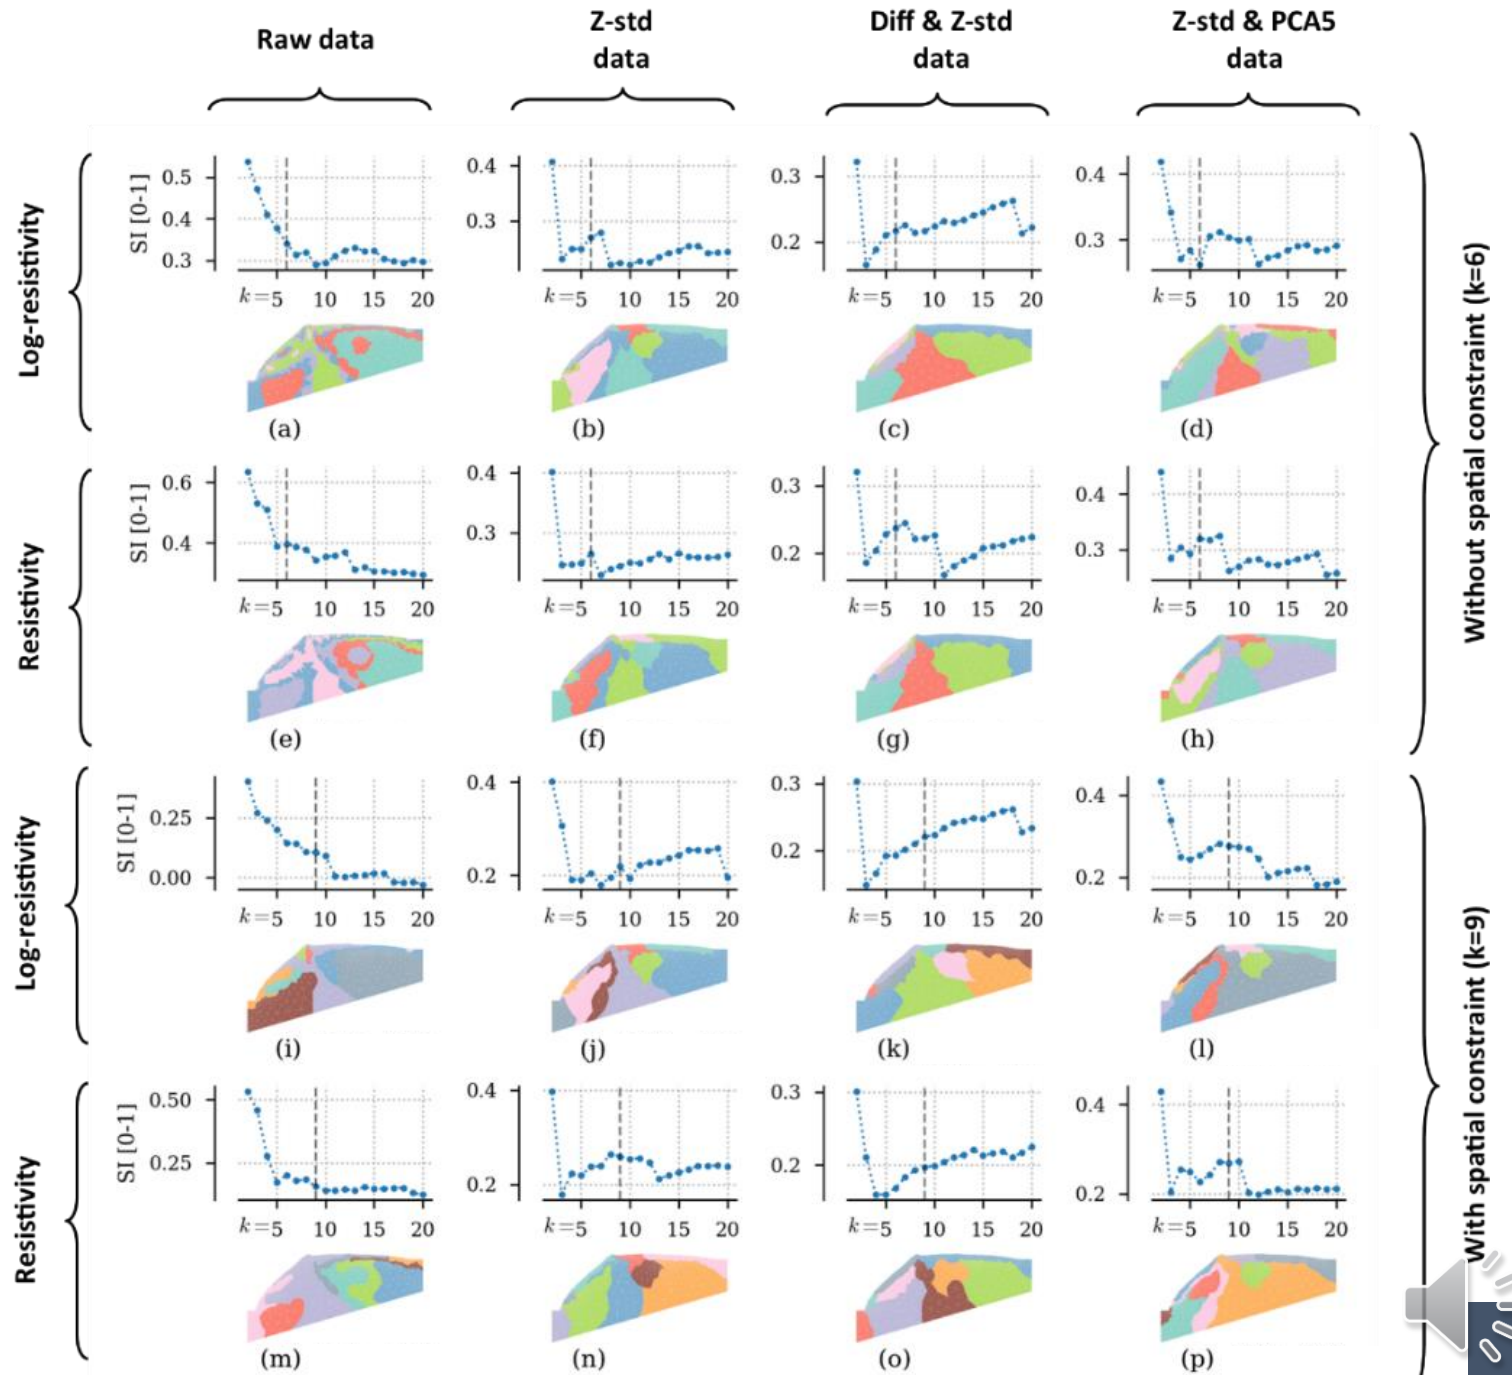 Raw data
Z-std
data
Diff & Z-std
data
Z-std & PCA5
data
Log-resistivity
Resistivity
Log-resistivity
Resistivity
Without spatial constraint (k=6)
With spatial constraint (k=9)
SI [0-1]
0.5
0.4
0.3
k=5 10 15 20
(a)
0.4
0.3
k=5 10 15 20
(b)
0.3
0.2
k=5 10 15 20
(c)
0.4
0.3
k=5 10 15 20
(d)
SI [0-1]
0.6
0.4
k=5 10 15 20
(e)
0.4
0.3
k=5 10 15 20
(f)
0.3
0.2
k=5 10 15 20
(g)
0.4
0.3
k=5 10 15 20
(h)
SI [0-1]
0.25
0.00
k=5 10 15 20
(i)
0.4
0.2
k=5 10 15 20
(j)
0.3
0.2
k=5 10 15 20
(k)
0.4
0.2
k=5 10 15 20
(l)
SI [0-1]
0.50
0.25
k=5 10 15 20
(m)
0.4
0.2
k=5 10 15 20
(n)
0.3
0.2
k=5 10 15 20
(o)
0.4
0.2
k=5 10 15 20
(p)